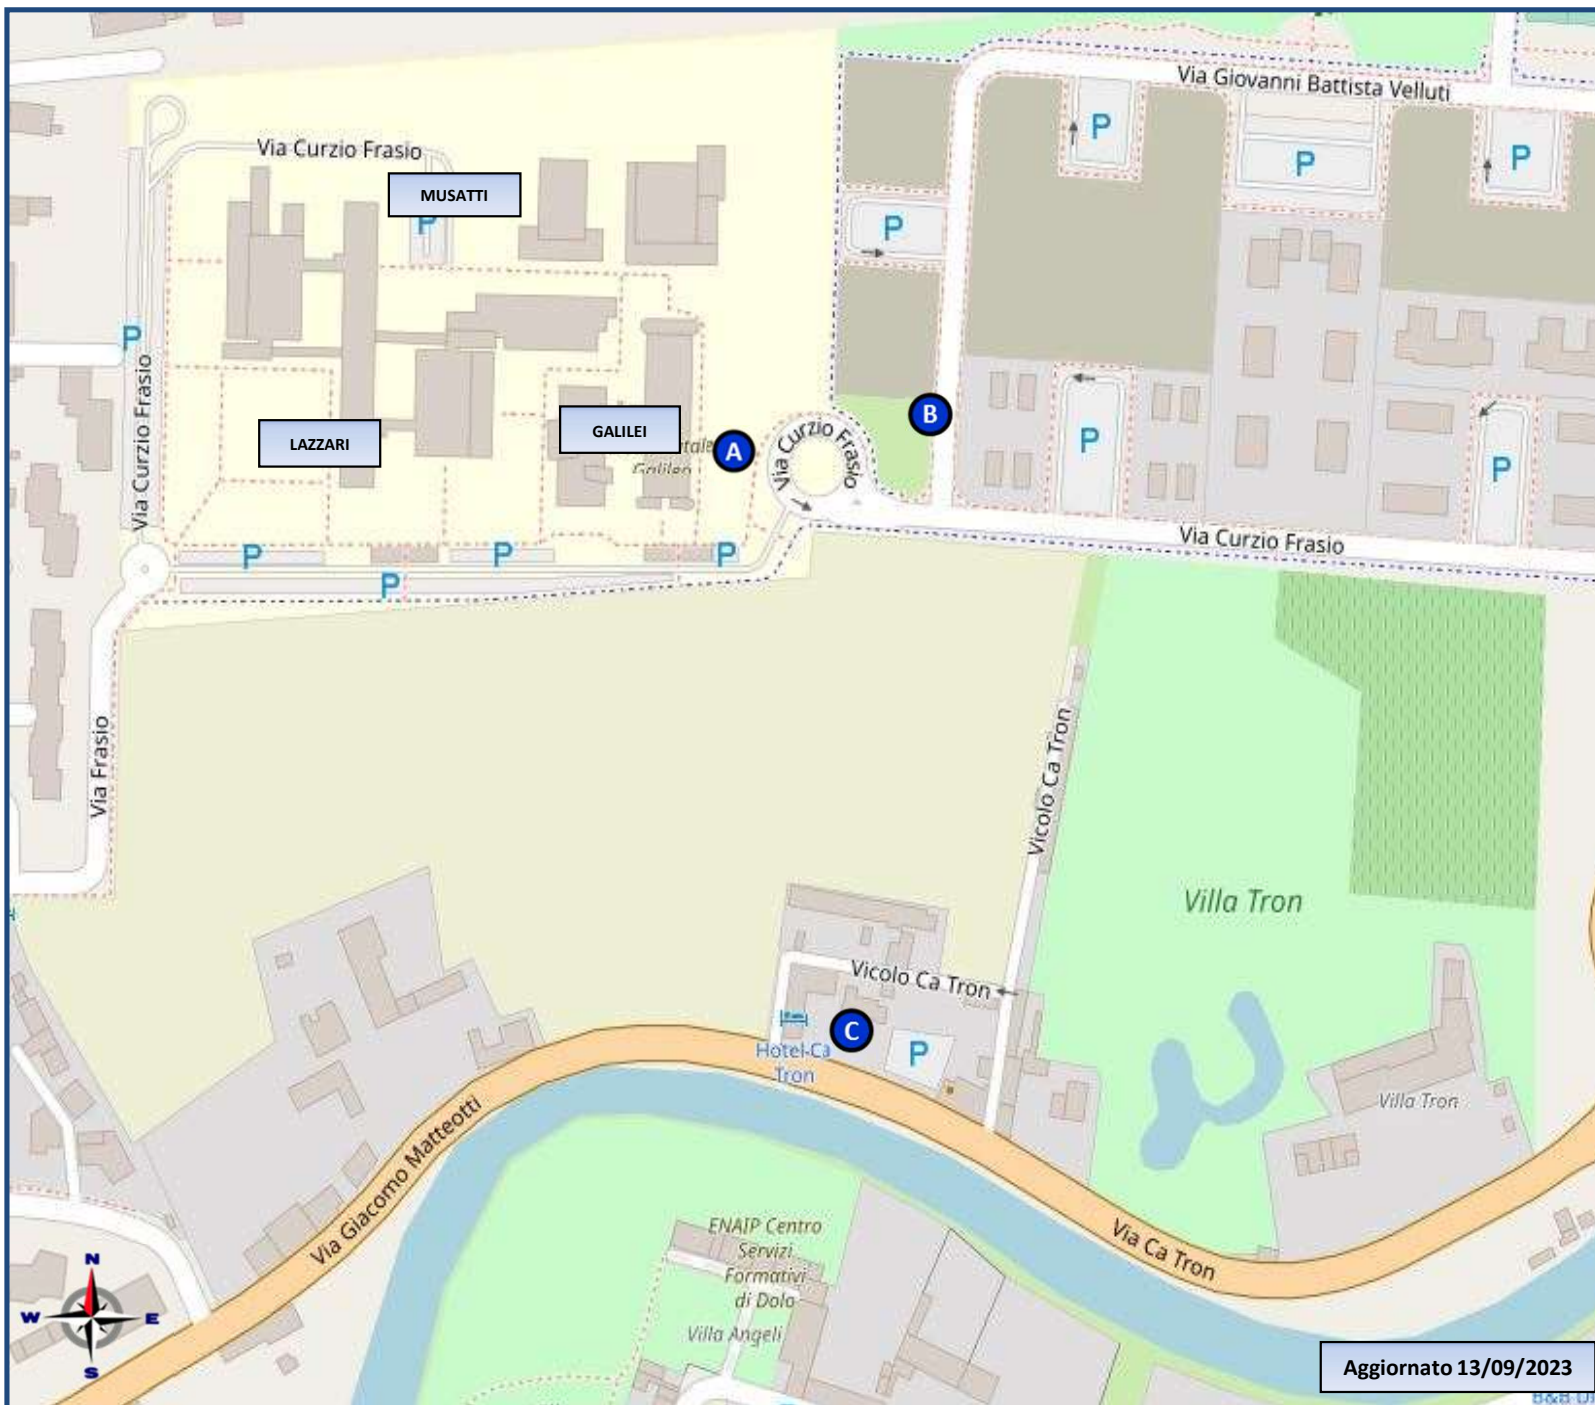 Via Giovanni Battista Velluti
P
P
P
Via Curzio Frasio
MUSATTI
P
P
P
Via Curzio Frasio
LAZZARI
GALILEI
A
B
Via Curzio Frasio
P
P
P
P
P
P
Via Curzio Frasio
Via Frasio
Vicolo Ca Tron
Villa Tron
Vicolo Ca Tron
C
P
Hotel Ca
Tron
Villa Tron
Via Giacomo Matteotti
Via Ca Tron
ENAIP Centro
Servizi
Formativi
di Dolo
Villa Angeli
N
W
E
S
Aggiornato 13/09/2023